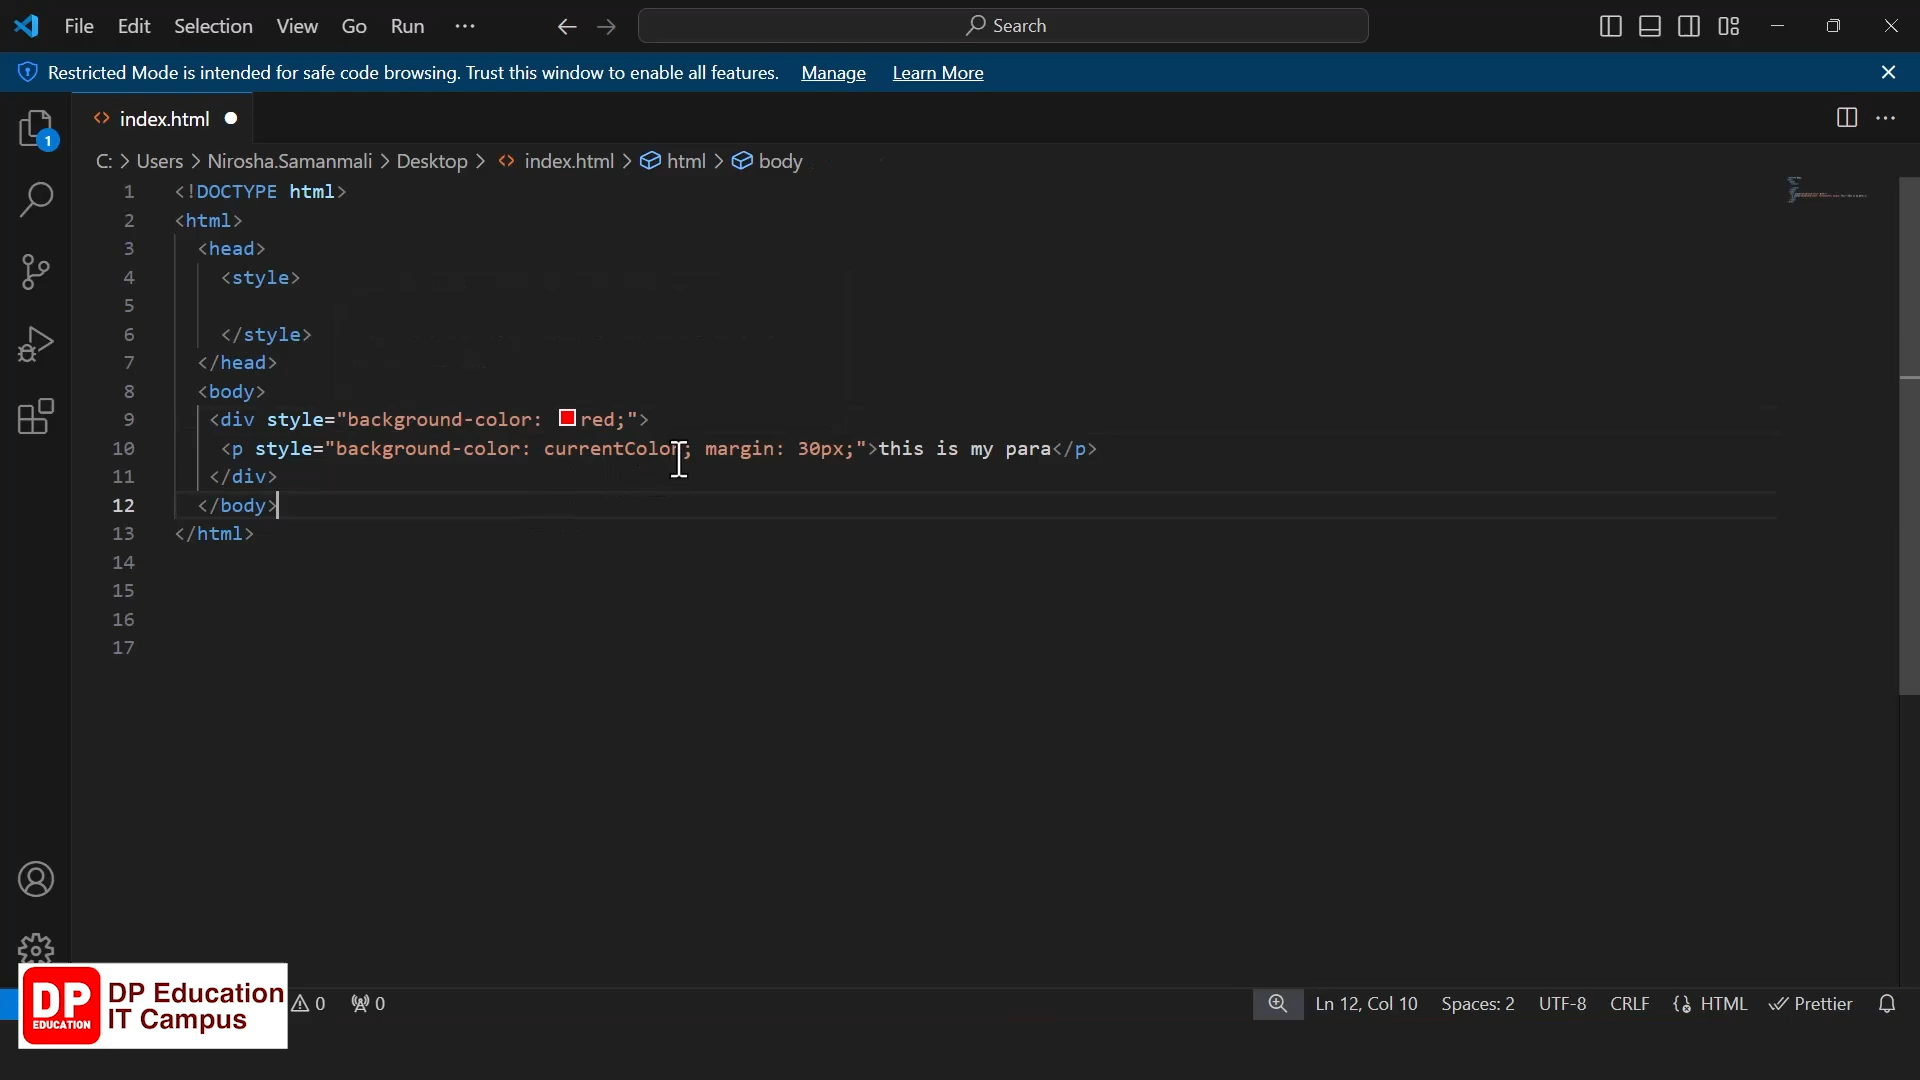 File Edit Selection View Go Run ··· Search
Restricted Mode is intended for safe code browsing. Trust this window to enable all features. Manage Learn More
index.html
1
C: > Users > Nirosha.Samanmali > Desktop > index.html > html > body
1 <!DOCTYPE html>
2 <html>
3 <head>
4 <style>
5
6 </style>
7 </head>
8 <body>
9 <div style="background-color: red;">
10 <p style="background-color: currentColor; margin: 30px;">this is my para</p>
11 </div>
12 </body>
13 </html>
14
15
16
17
DP EDUCATION
DP Education
IT Campus
0 0 Ln 12, Col 10 Spaces: 2 UTF-8 CRLF HTML Prettier